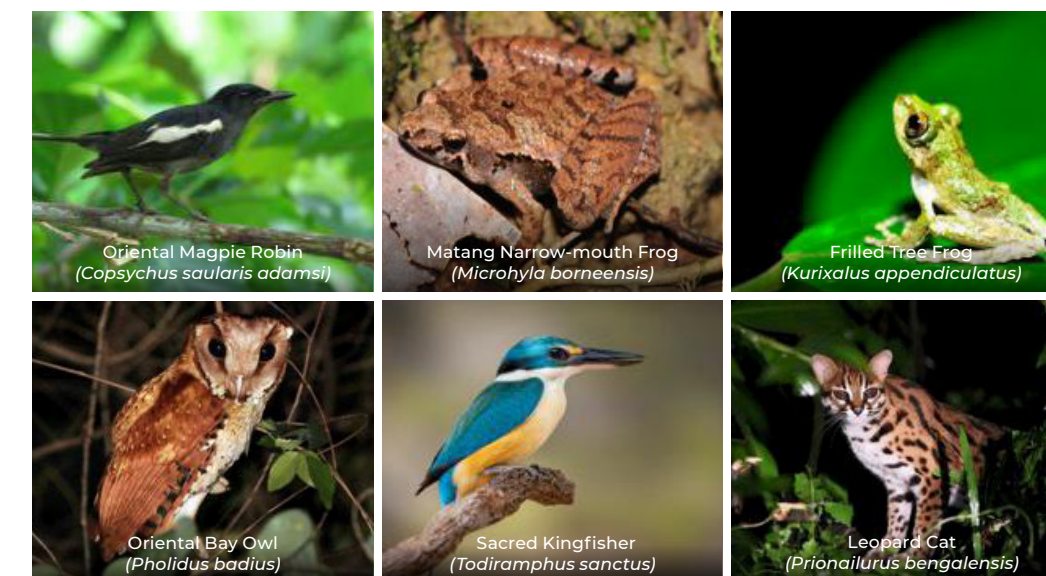 Oriental Magpie Robin
(Copsychus saularis adamsi)
Matang Narrow-mouth Frog
(Microhyla borneensis)
Frilled Tree Frog
(Kurixalus appendiculatus)
Oriental Bay Owl
(Pholidus badius)
Sacred Kingfisher
(Todiramphus sanctus)
Leopard Cat
(Prionailurus bengalensis)